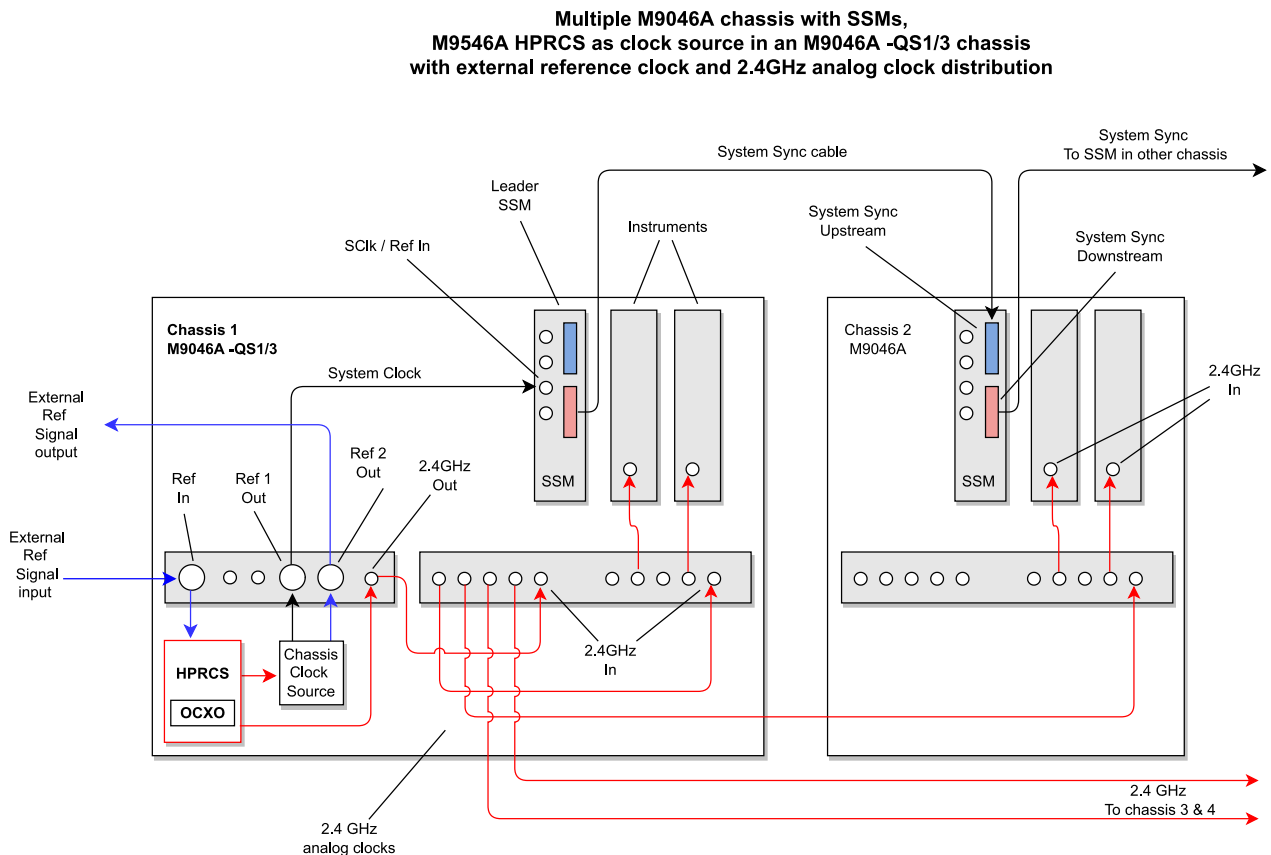 Multiple M9046A chassis with SSMs,
M9546A HPRCS as clock source in an M9046A -QS1/3 chassis
with external reference clock and 2.4GHz analog clock distribution
System Sync cable
System Sync
To SSM in other chassis
Leader
SSM
Instruments
System Sync
Upstream
System Sync
Downstream
SClk / Ref In
Chassis 1
M9046A -QS1/3
Chassis 2
M9046A
System Clock
2.4GHz
In
External
Ref
Signal
output
Ref
In
Ref 1
Out
Ref 2
Out
2.4GHz
Out
SSM
SSM
External
Ref
Signal
input
HPRCS
OCXO
Chassis
Clock
Source
2.4GHz
In
2.4 GHz
To chassis 3 & 4
2.4 GHz
analog clocks